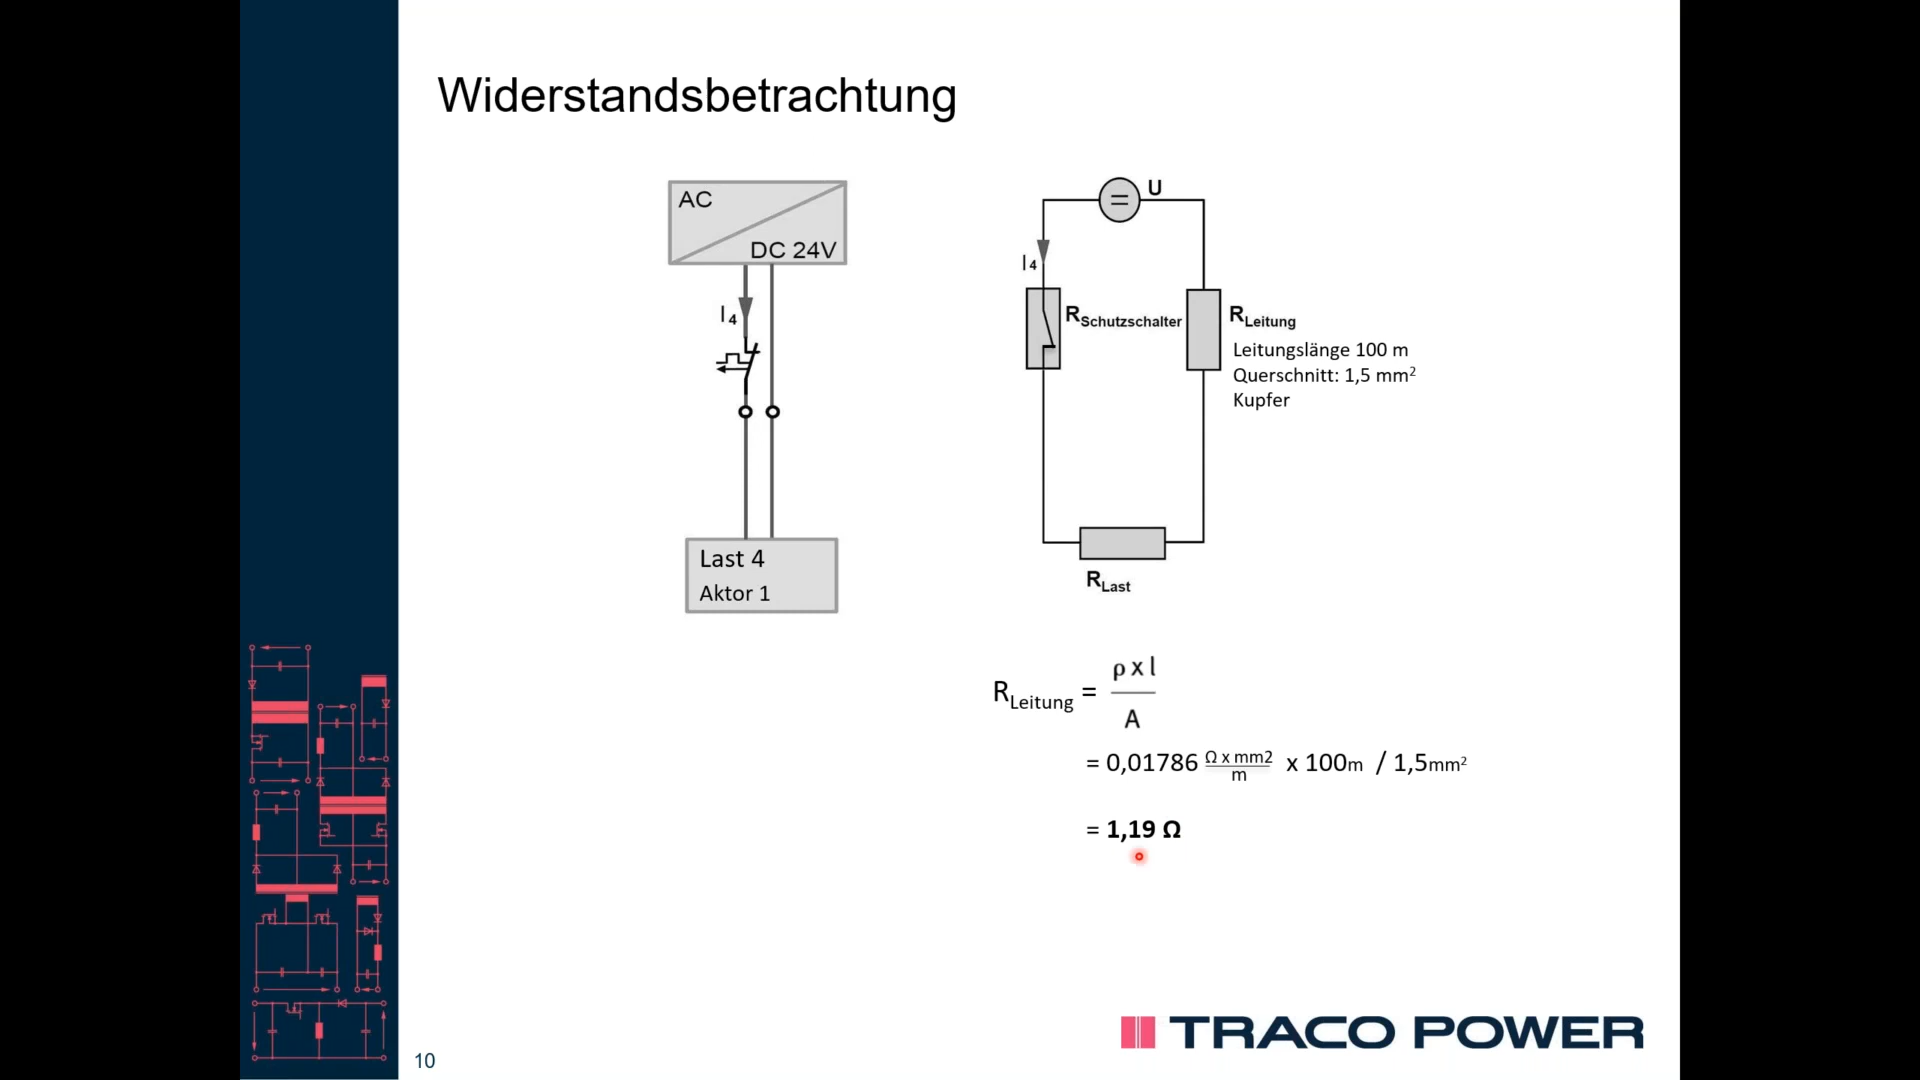 Widerstandsbetrachtung
AC
DC 24V
I4
Last 4
Aktor 1
U
I4
RSchutzschalter
RLeitung
Leitungslänge 100 m
Querschnitt: 1,5 mm²
Kupfer
RLast
RLeitung = ρ x l / A
= 0,01786 Ω x mm2 / m x 100m / 1,5mm²
= 1,19 Ω
TRACO POWER
10